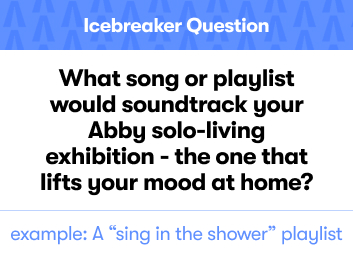 Icebreaker Question
What song or playlist
would soundtrack your
Abby solo-living
exhibition - the one that
lifts your mood at home?
example: A “sing in the shower” playlist